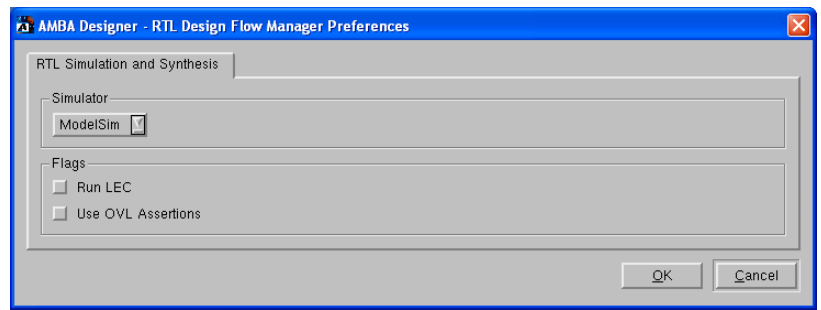 AMBA Designer - RTL Design Flow Manager Preferences
RTL Simulation and Synthesis
Simulator
ModelSim
Flags
Run LEC
Use OVL Assertions
OK Cancel